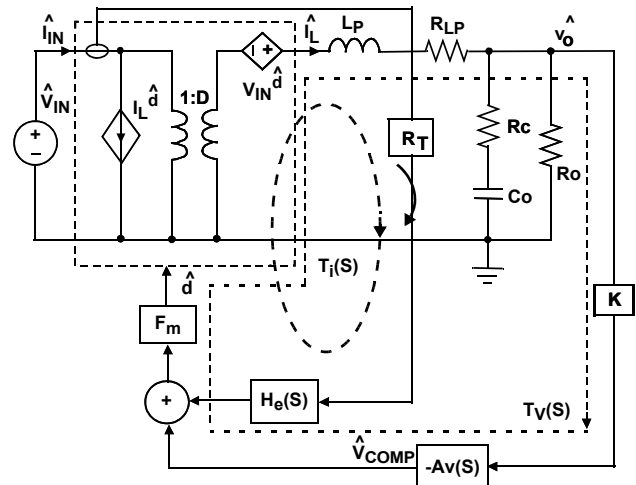 Î_IN
Î_L
L_P
R_LP
v̂_o
V̂_IN
+
−
I_L d̂
1:D
V_IN d̂
+
R_T
Rc
Ro
Co
T_i(S)
d̂
K
F_m
+
H_e(S)
T_V(S)
V̂_COMP
-Av(S)